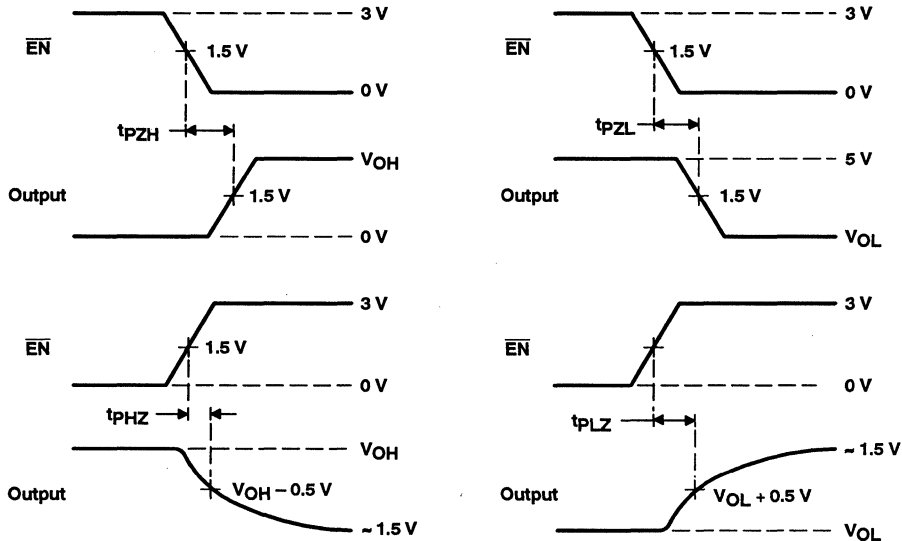 3 V
EN
1.5 V
0 V
tPZH
VOH
Output
1.5 V
0 V
3 V
EN
1.5 V
0 V
tPZL
5 V
Output
1.5 V
VOL
3 V
EN
1.5 V
0 V
tPHZ
VOH
Output
VOH – 0.5 V
~ 1.5 V
3 V
EN
0 V
tPLZ
~ 1.5 V
Output
VOL + 0.5 V
VOL